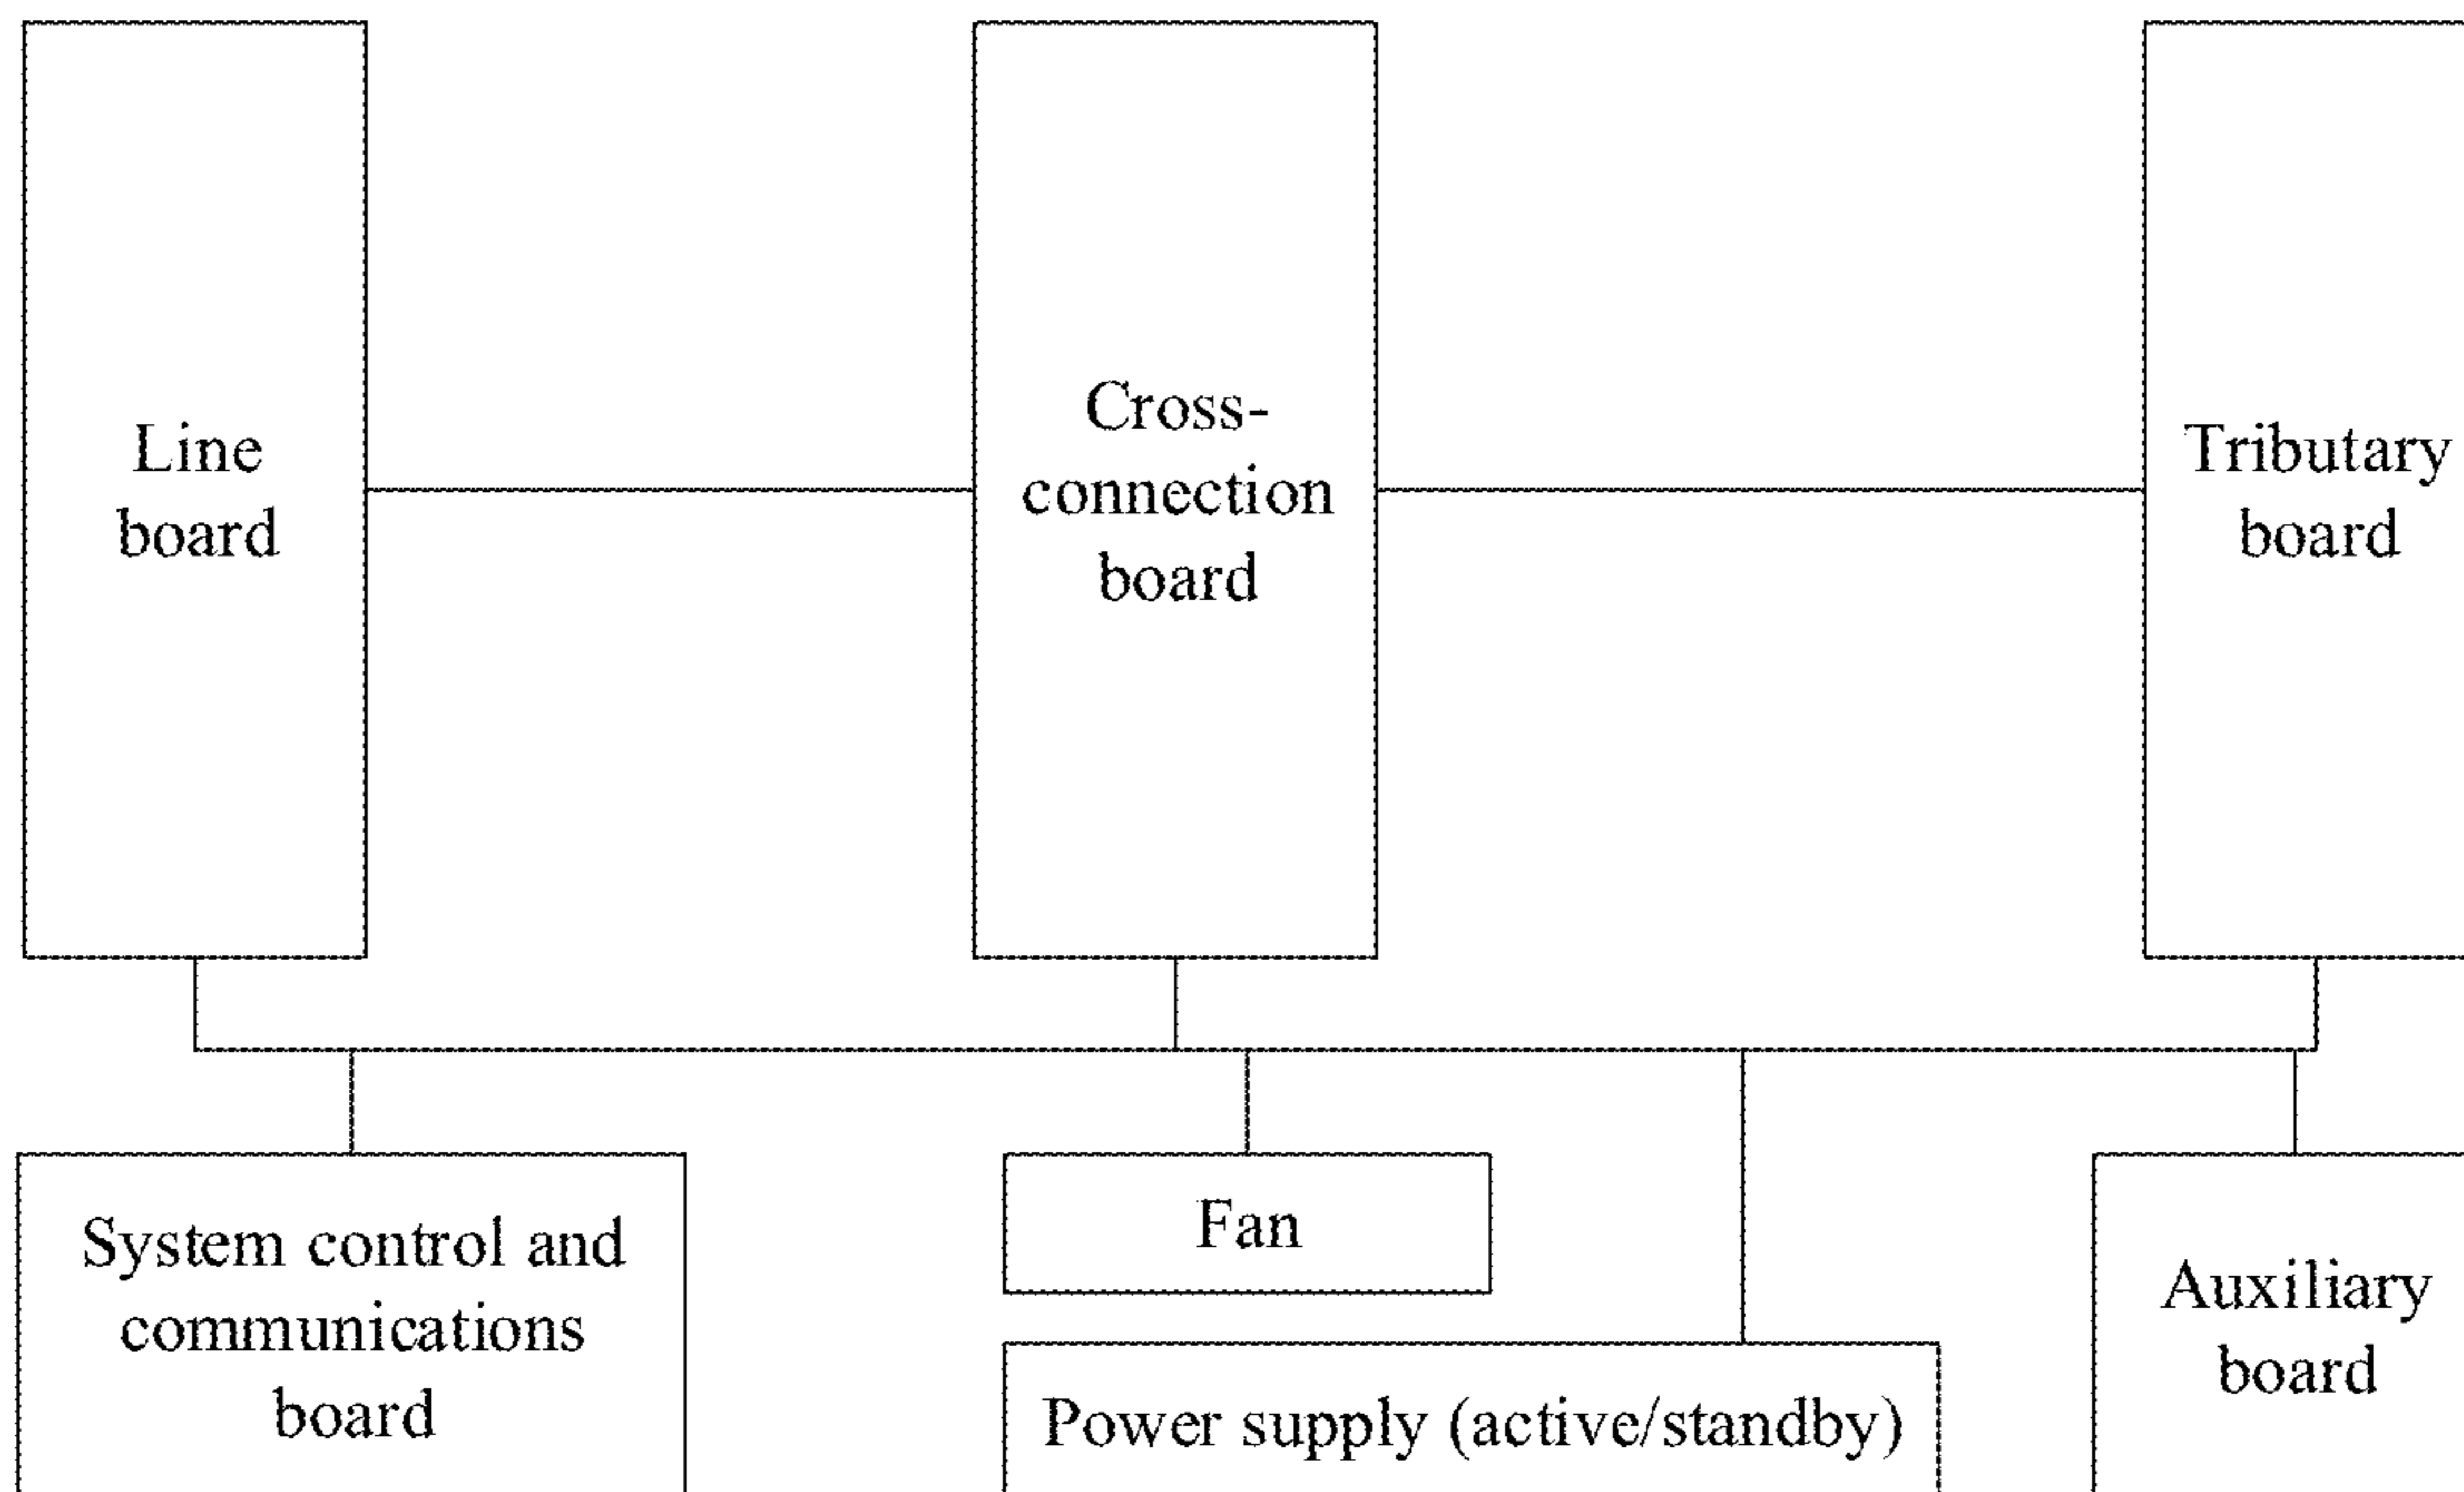 Line
board
Cross-
connection
board
Tributary
board
System control and
communications
board
Fan
Power supply (active/standby)
Auxiliary
board